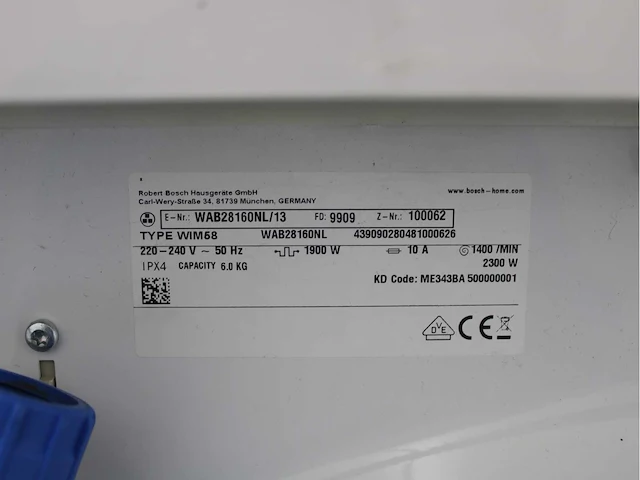 Robert Bosch Hausgeräte GmbH
Carl-Wery-Straße 34, 81739 München, GERMANY
www.bosch-home.com
E-Nr.: WAB28160NL/13 FD: 9909 Z-Nr.: 100062
TYPE WIM58 WAB28160NL 439090280481000626
220-240 V ~ 50 Hz 1900 W 10 A 1400 /MIN
IPX4 CAPACITY 6.0 KG 2300 W
KD Code: ME343BA 500000001
DVE CE